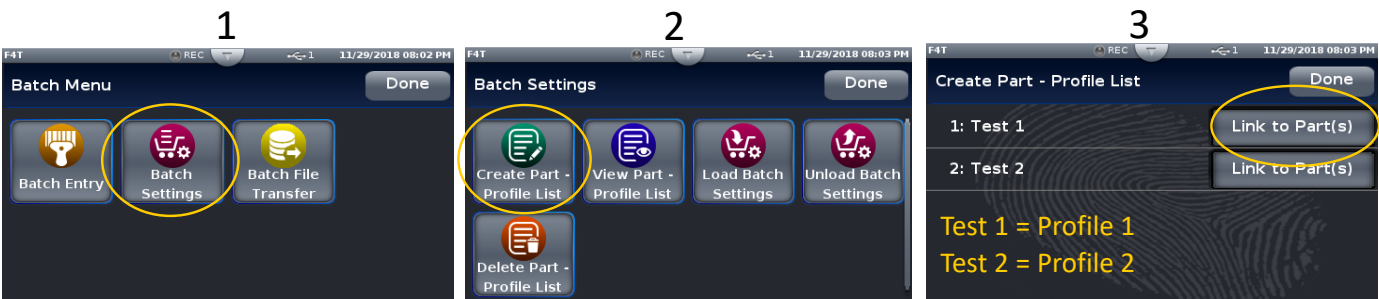 1
F4T REC 1 11/29/2018 08:02 PM
Batch Menu Done
Batch Entry
Batch
Settings
Batch File
Transfer
2
F4T REC 1 11/29/2018 08:03 PM
Batch Settings Done
Create Part -
Profile List
View Part -
Profile List
Load Batch
Settings
Unload Batch
Settings
Delete Part -
Profile List
3
F4T REC 1 11/29/2018 08:03 PM
Create Part - Profile List Done
1: Test 1 Link to Part(s)
2: Test 2 Link to Part(s)
Test 1 = Profile 1
Test 2 = Profile 2